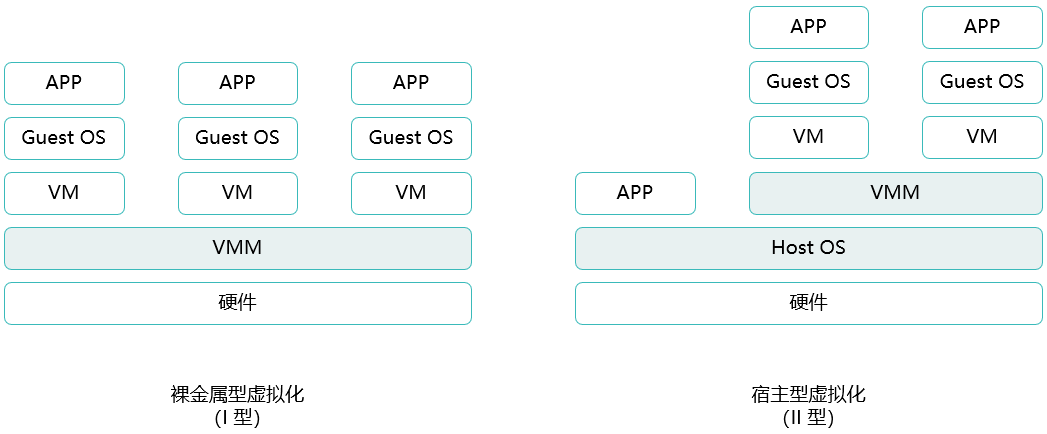 APP
APP
APP
Guest OS
Guest OS
Guest OS
VM
VM
VM
VMM
硬件
裸金属型虚拟化
(I 型)
APP
APP
Guest OS
Guest OS
VM
VM
APP
VMM
Host OS
硬件
宿主型虚拟化
(II 型)